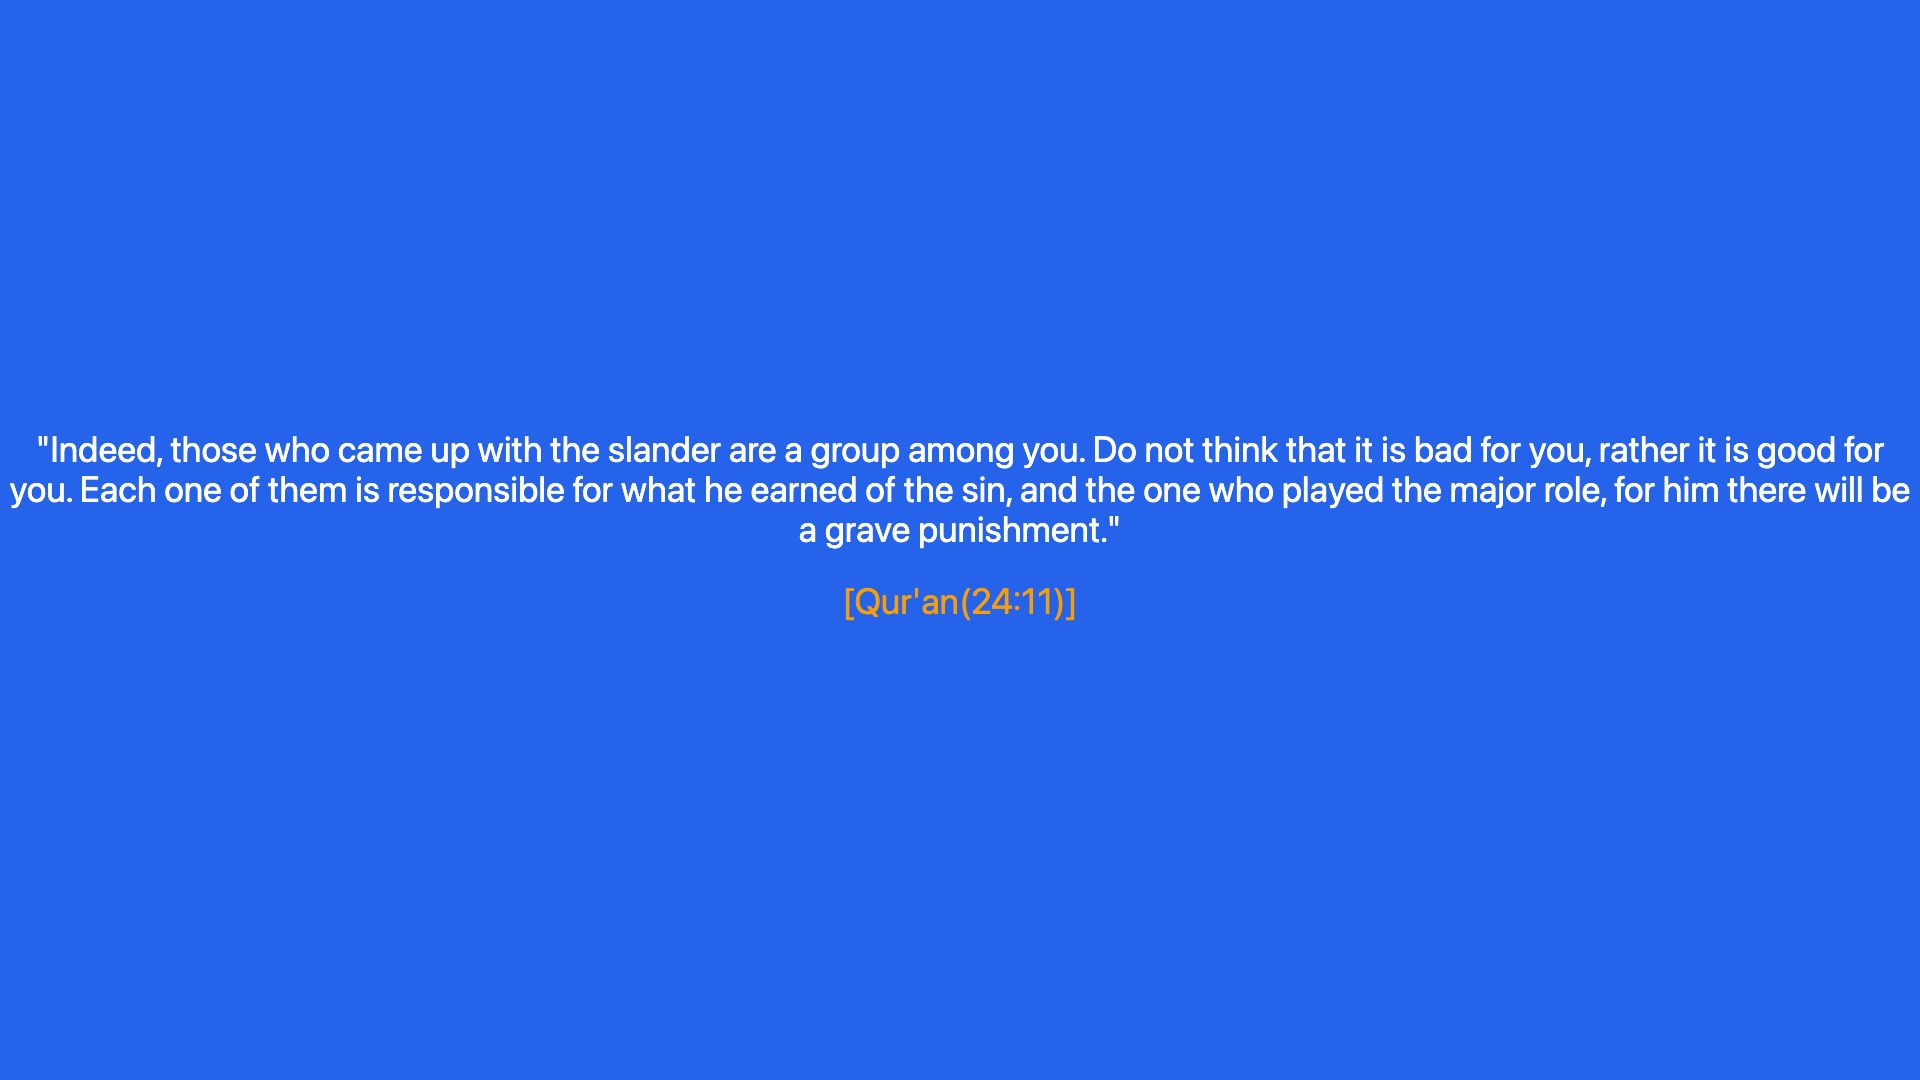 "Indeed, those who came up with the slander are a group among you. Do not think that it is bad for you, rather it is good for
you. Each one of them is responsible for what he earned of the sin, and the one who played the major role, for him there will be
a grave punishment."
[Qur'an(24:11)]